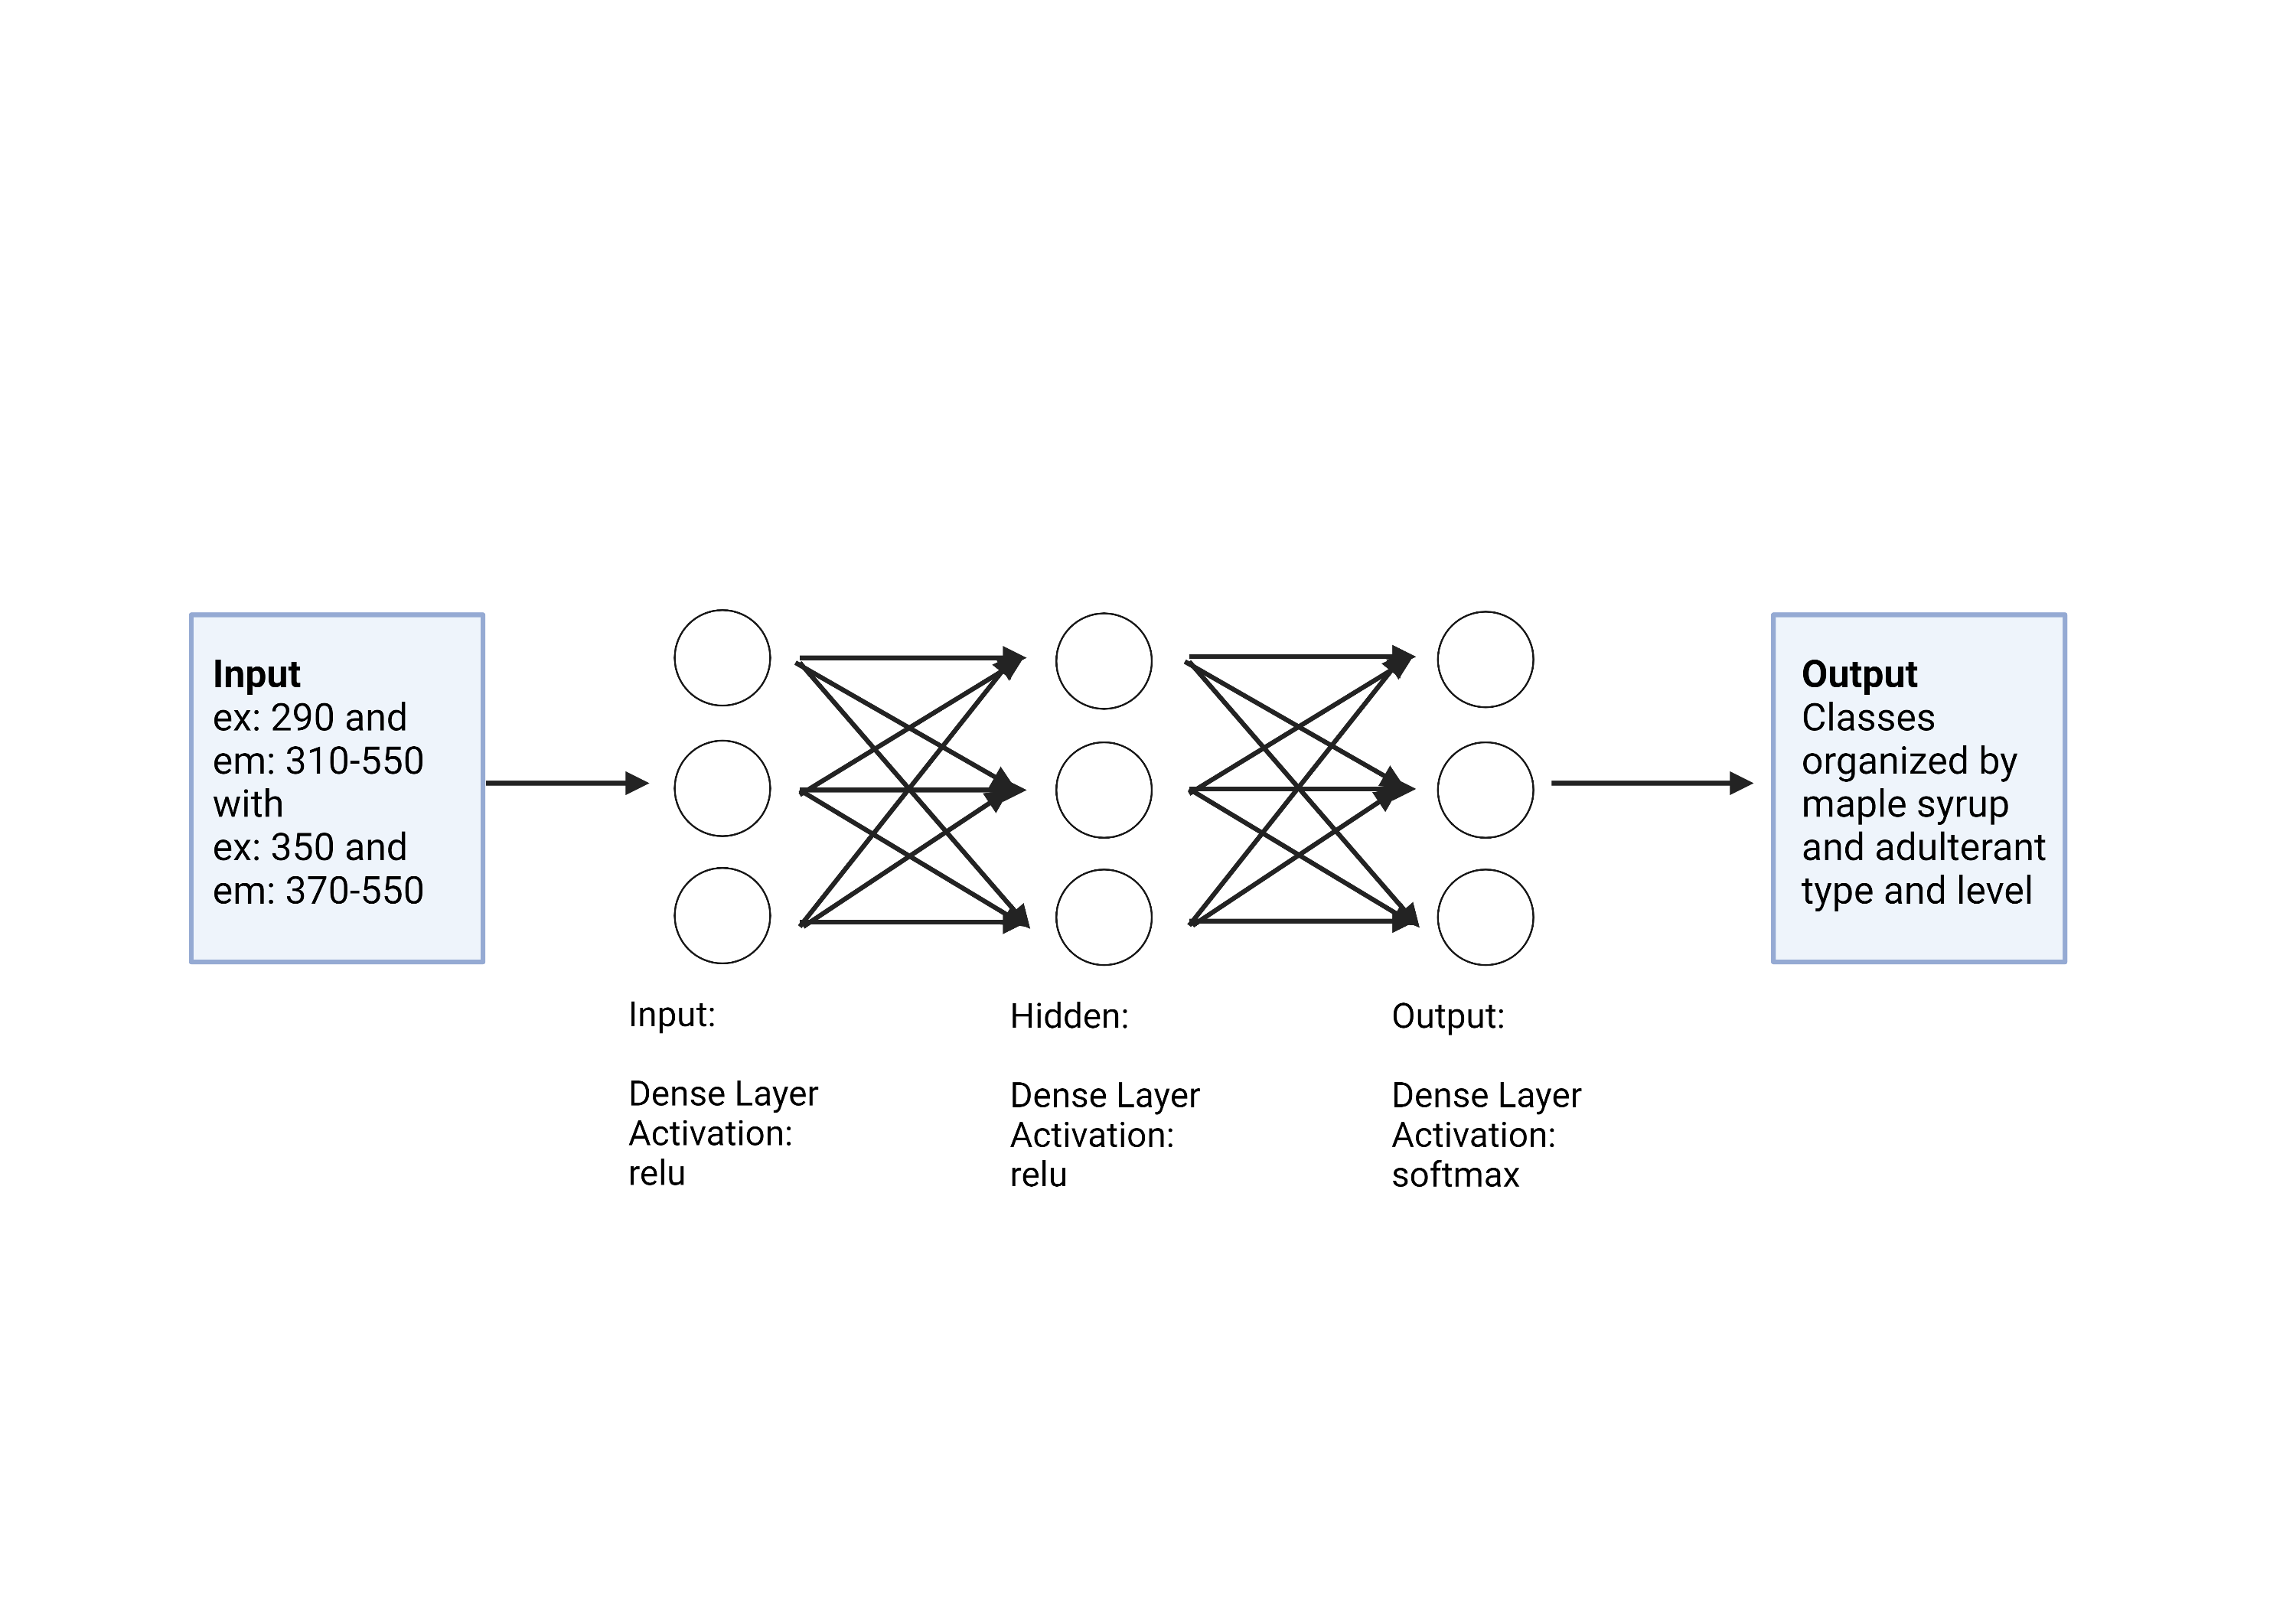 Input
ex: 290 and
em: 310-550
with
ex: 350 and
em: 370-550
Input:
Dense Layer
Activation:
relu
Hidden:
Dense Layer
Activation:
relu
Output:
Dense Layer
Activation:
softmax
Output
Classes
organized by
maple syrup
and adulterant
type and level